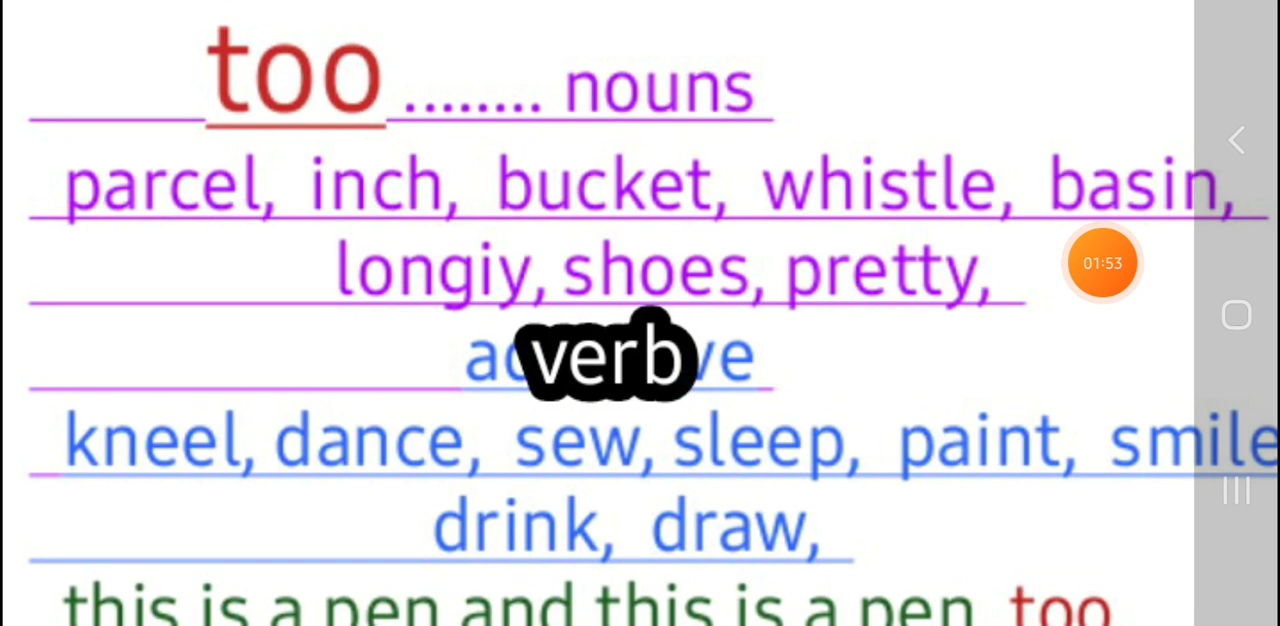 too ........ nouns
parcel, inch, bucket, whistle, basin,
longiy, shoes, pretty,
01:53
verb
kneel, dance, sew, sleep, paint, smile
drink, draw,
this is a pen and this is a pen too